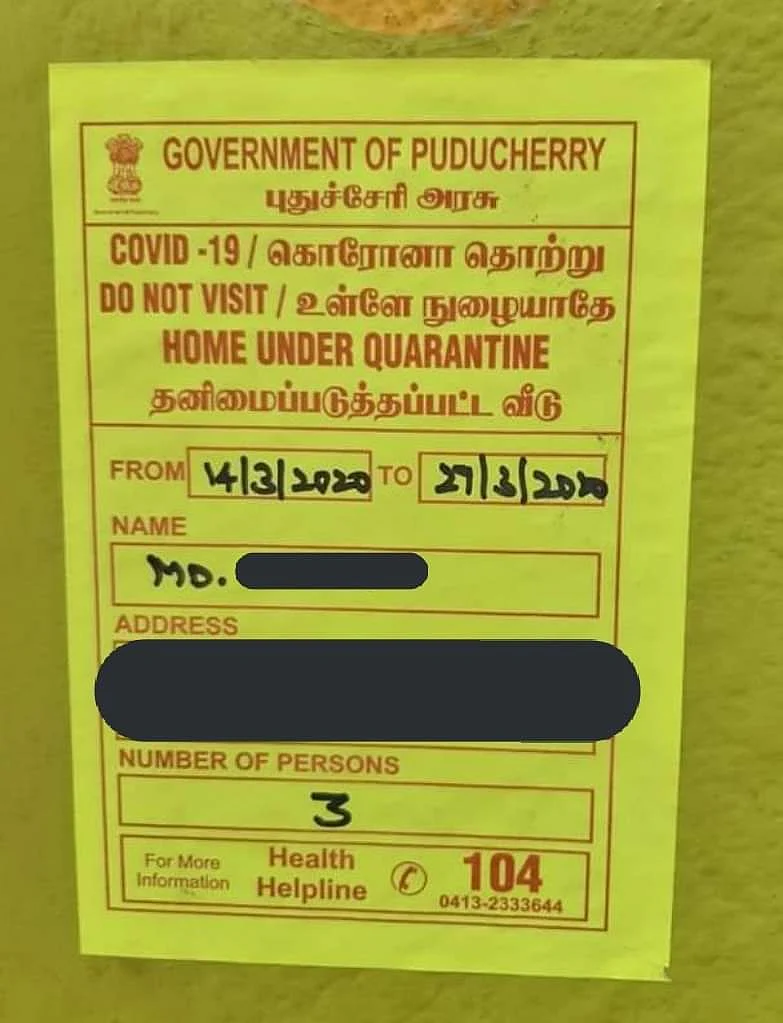 GOVERNMENT OF PUDUCHERRY
புதுச்சேரி அரசு
COVID -19 / கொரோனா தொற்று
DO NOT VISIT / உள்ளே நுழையாதே
HOME UNDER QUARANTINE
தனிமைப்படுத்தப்பட்ட வீடு
FROM 14/3/2020 TO 27/3/2020
NAME
MD.
ADDRESS
NUMBER OF PERSONS
3
For More Information Health Helpline 104
0413-2333644